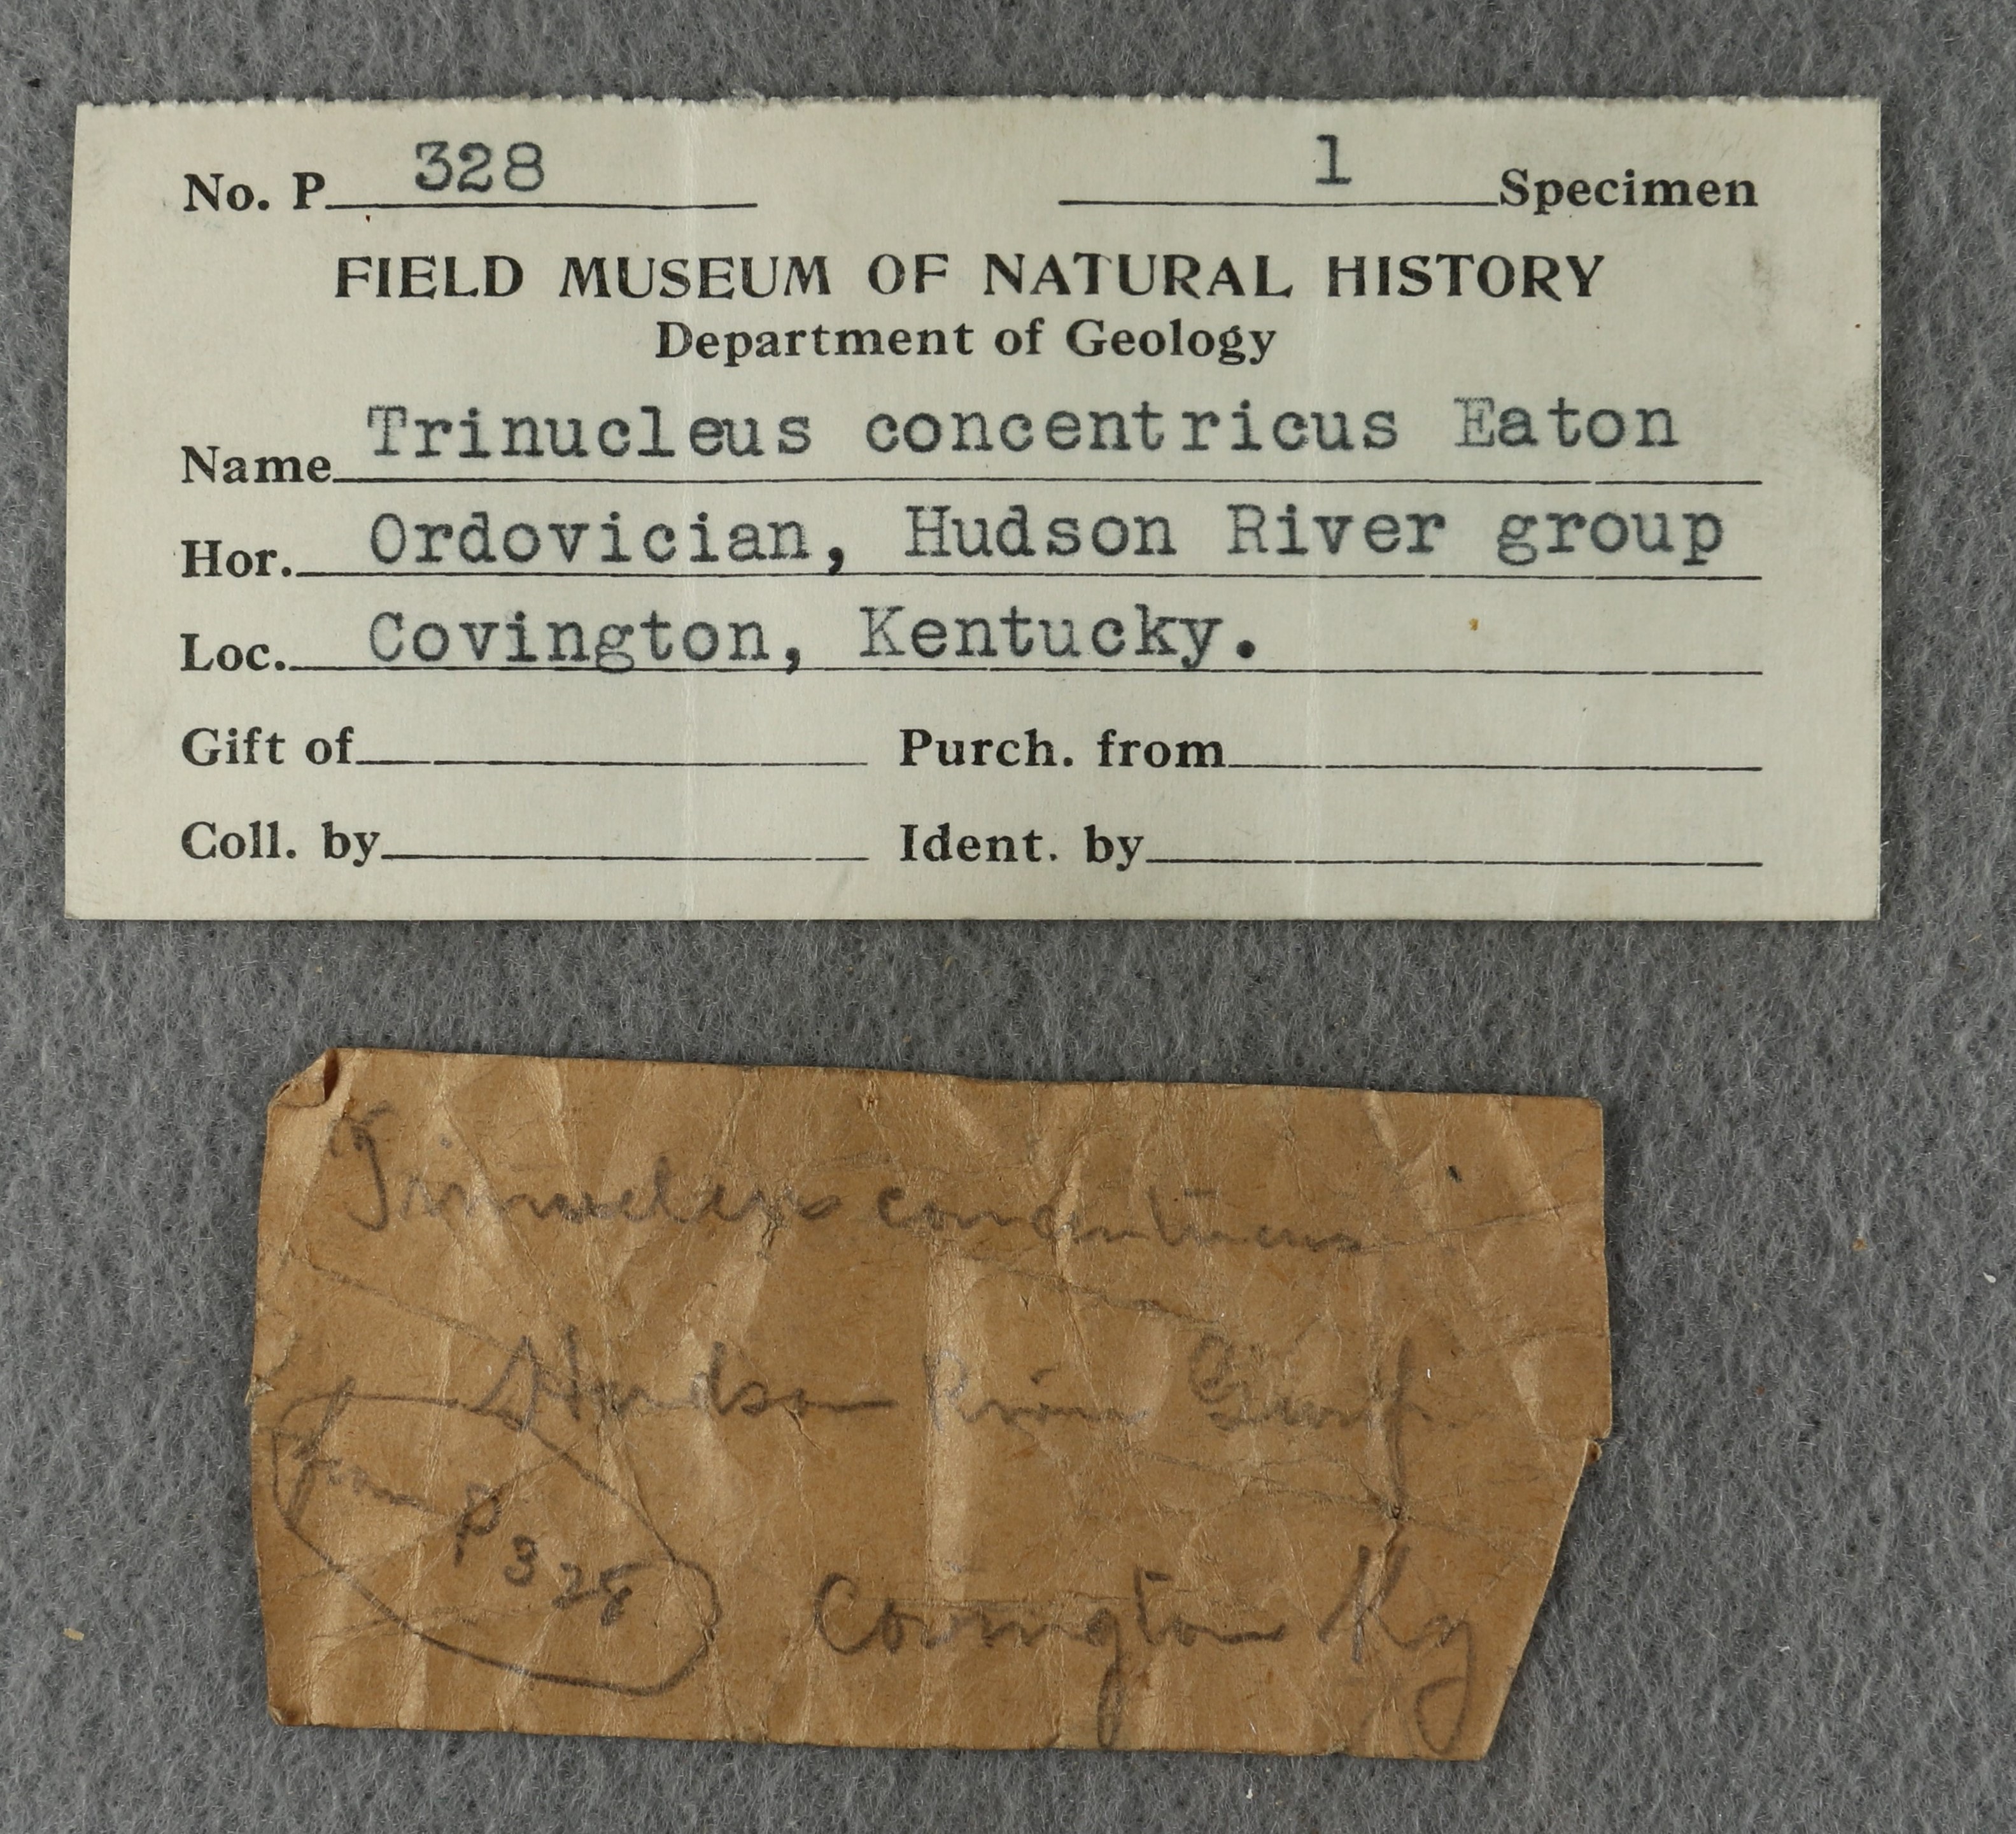 No. P 328 1 Specimen
FIELD MUSEUM OF NATURAL HISTORY
Department of Geology
Name Trinucleus concentricus Eaton
Hor. Ordovician, Hudson River group
Loc. Covington, Kentucky.
Gift of Purch. from
Coll. by Ident. by
Trinucleus concentricus
Hudson River Group
from P 328
Covington Ky